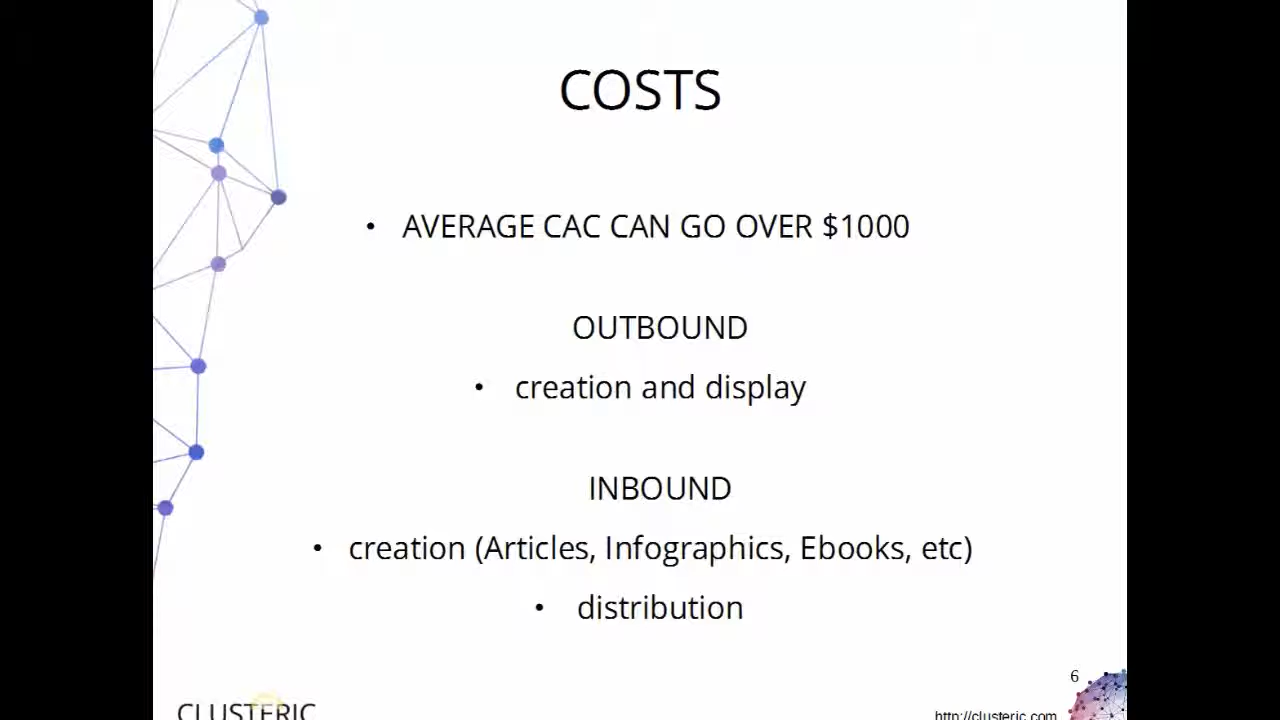 COSTS
• AVERAGE CAC CAN GO OVER $1000
OUTBOUND
• creation and display
INBOUND
• creation (Articles, Infographics, Ebooks, etc)
• distribution
6
CLUSTERIC
http://clusteric.com